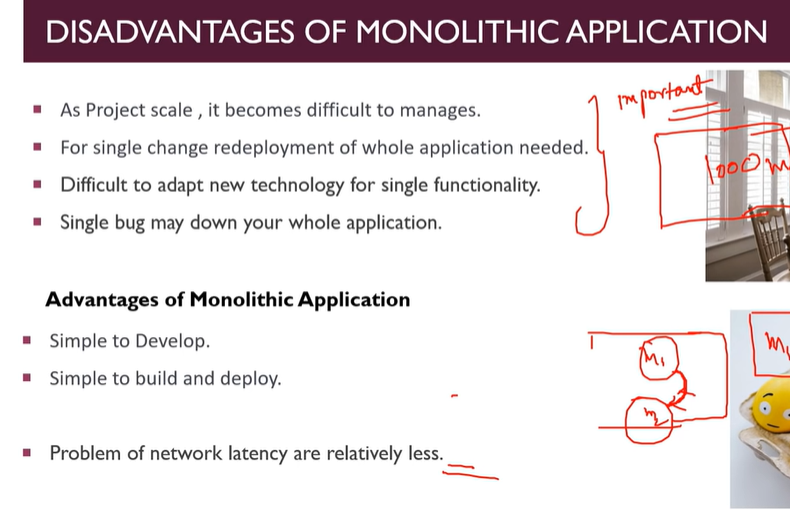 DISADVANTAGES OF MONOLITHIC APPLICATION
▪ As Project scale , it becomes difficult to manages.
▪ For single change redeployment of whole application needed.
▪ Difficult to adapt new technology for single functionality.
▪ Single bug may down your whole application.
important
1000 m
Advantages of Monolithic Application
▪ Simple to Develop.
▪ Simple to build and deploy.
▪ Problem of network latency are relatively less.
M1
m2
m1